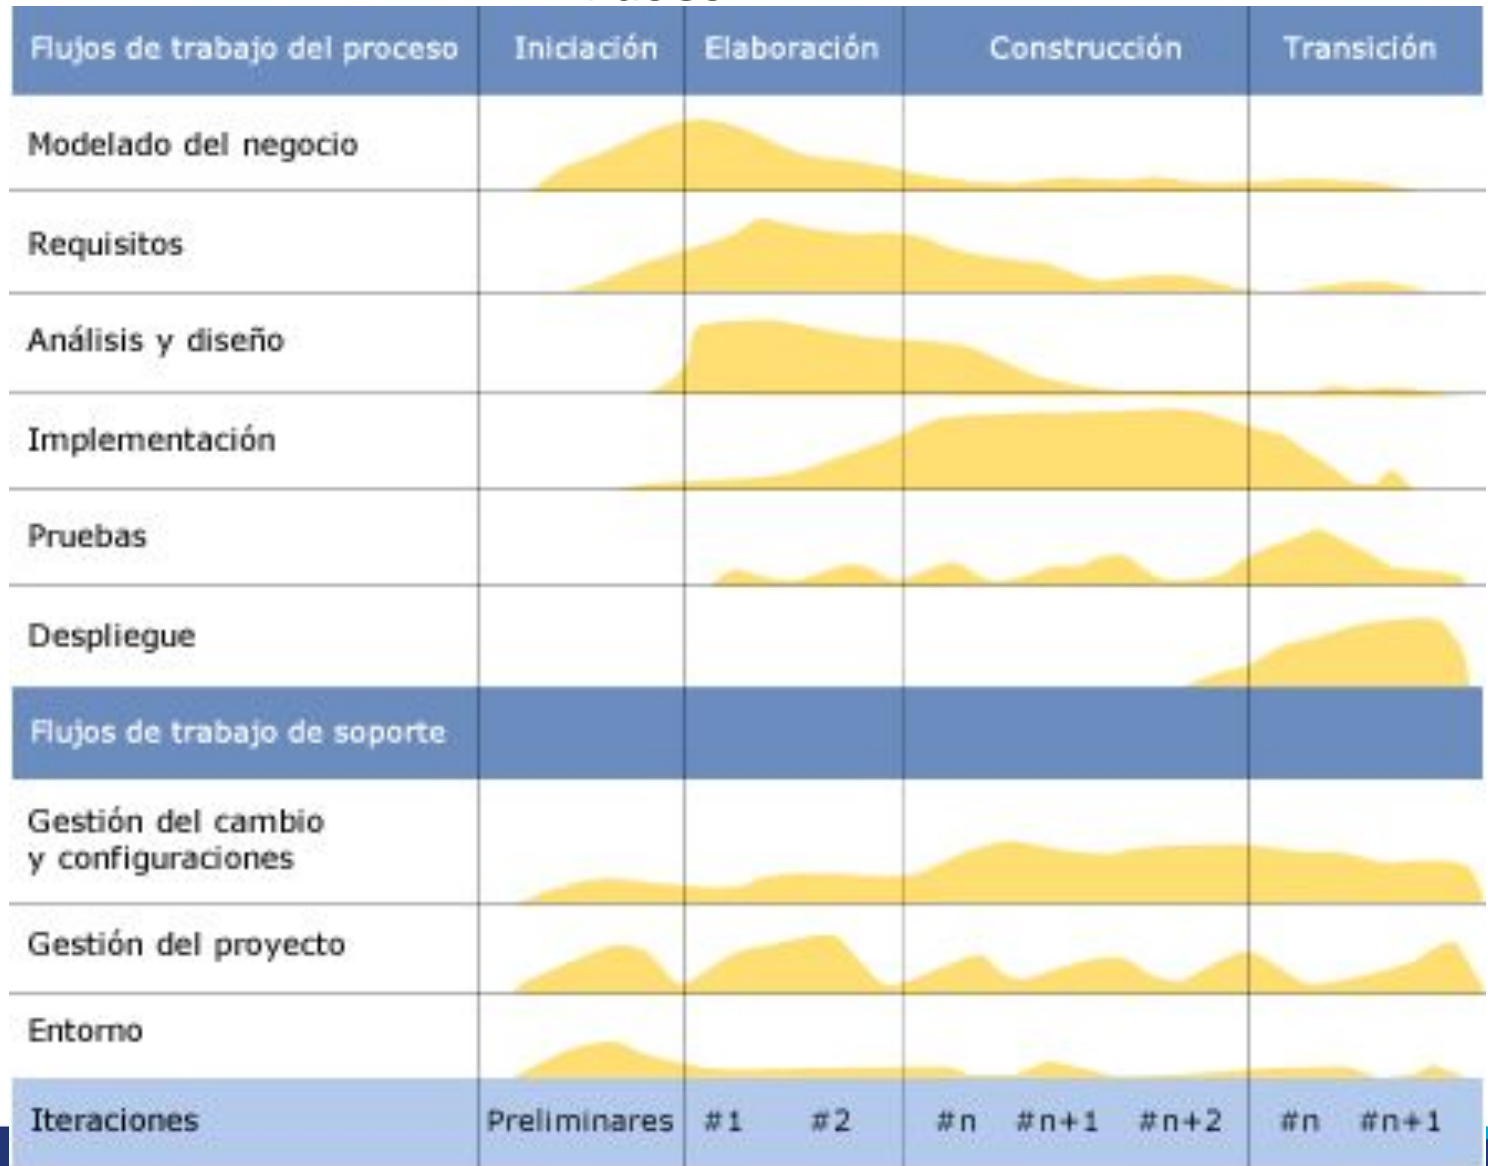 Flujos de trabajo del proceso Iniciación Elaboración Construcción Transición
Modelado del negocio
Requisitos
Análisis y diseño
Implementación
Pruebas
Despliegue
Flujos de trabajo de soporte
Gestión del cambio
y configuraciones
Gestión del proyecto
Entorno
Iteraciones Preliminares #1 #2 #n #n+1 #n+2 #n #n+1